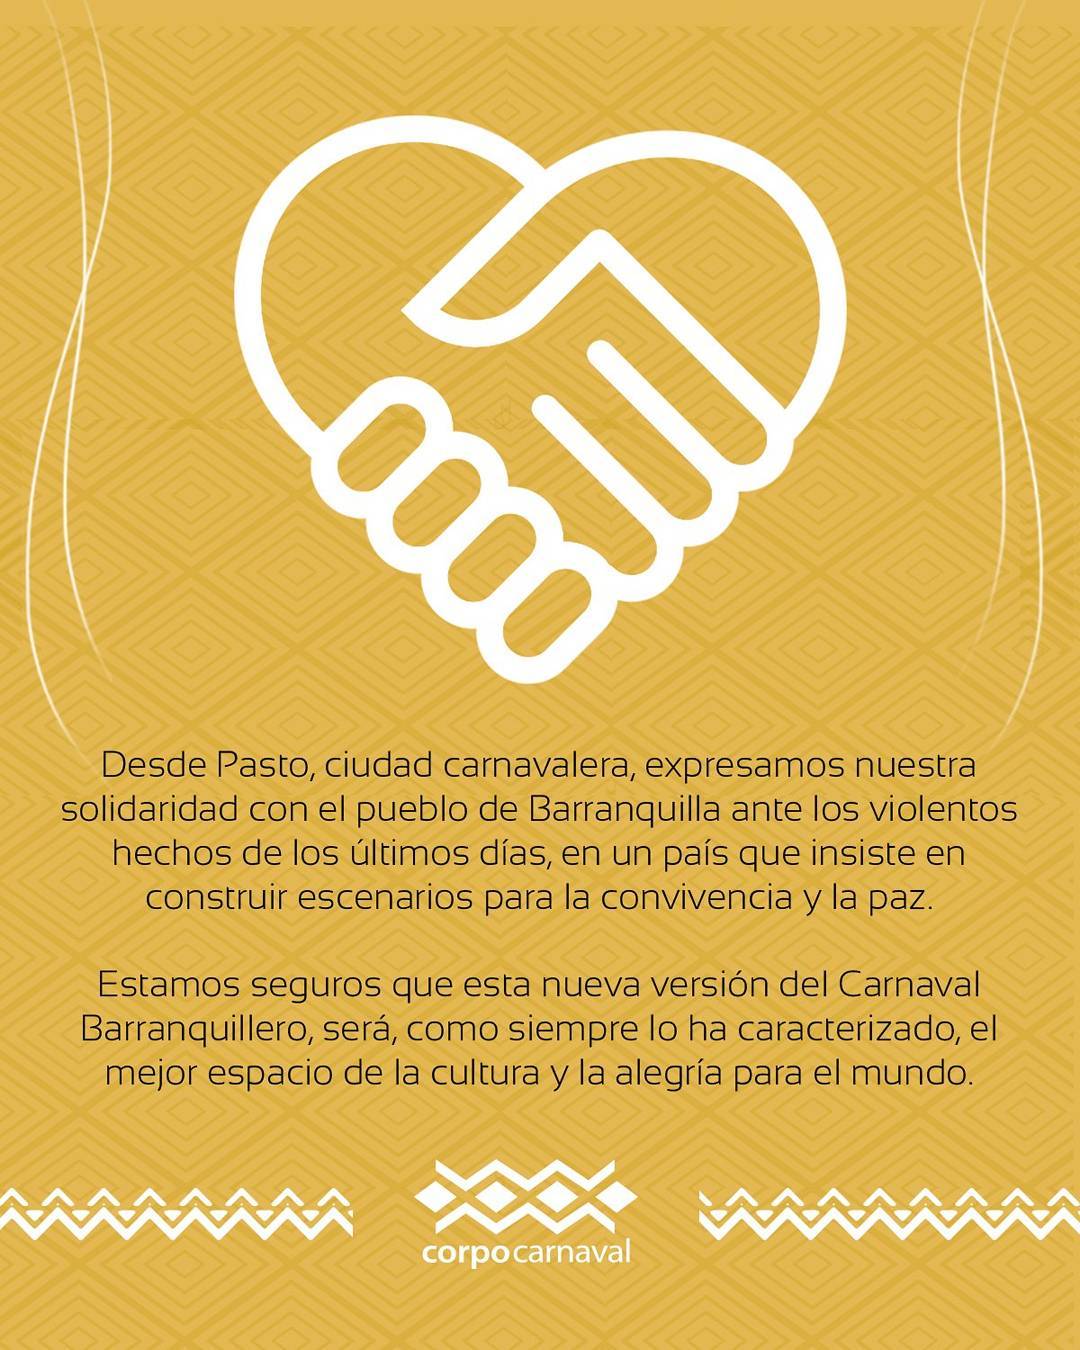 Desde Pasto, ciudad carnavalera, expresamos nuestra
solidaridad con el pueblo de Barranquilla ante los violentos
hechos de los últimos días, en un país que insiste en
construir escenarios para la convivencia y la paz.
Estamos seguros que esta nueva versión del Carnaval
Barranquillero, será, como siempre lo ha caracterizado, el
mejor espacio de la cultura y la alegría para el mundo.
corpocarnaval